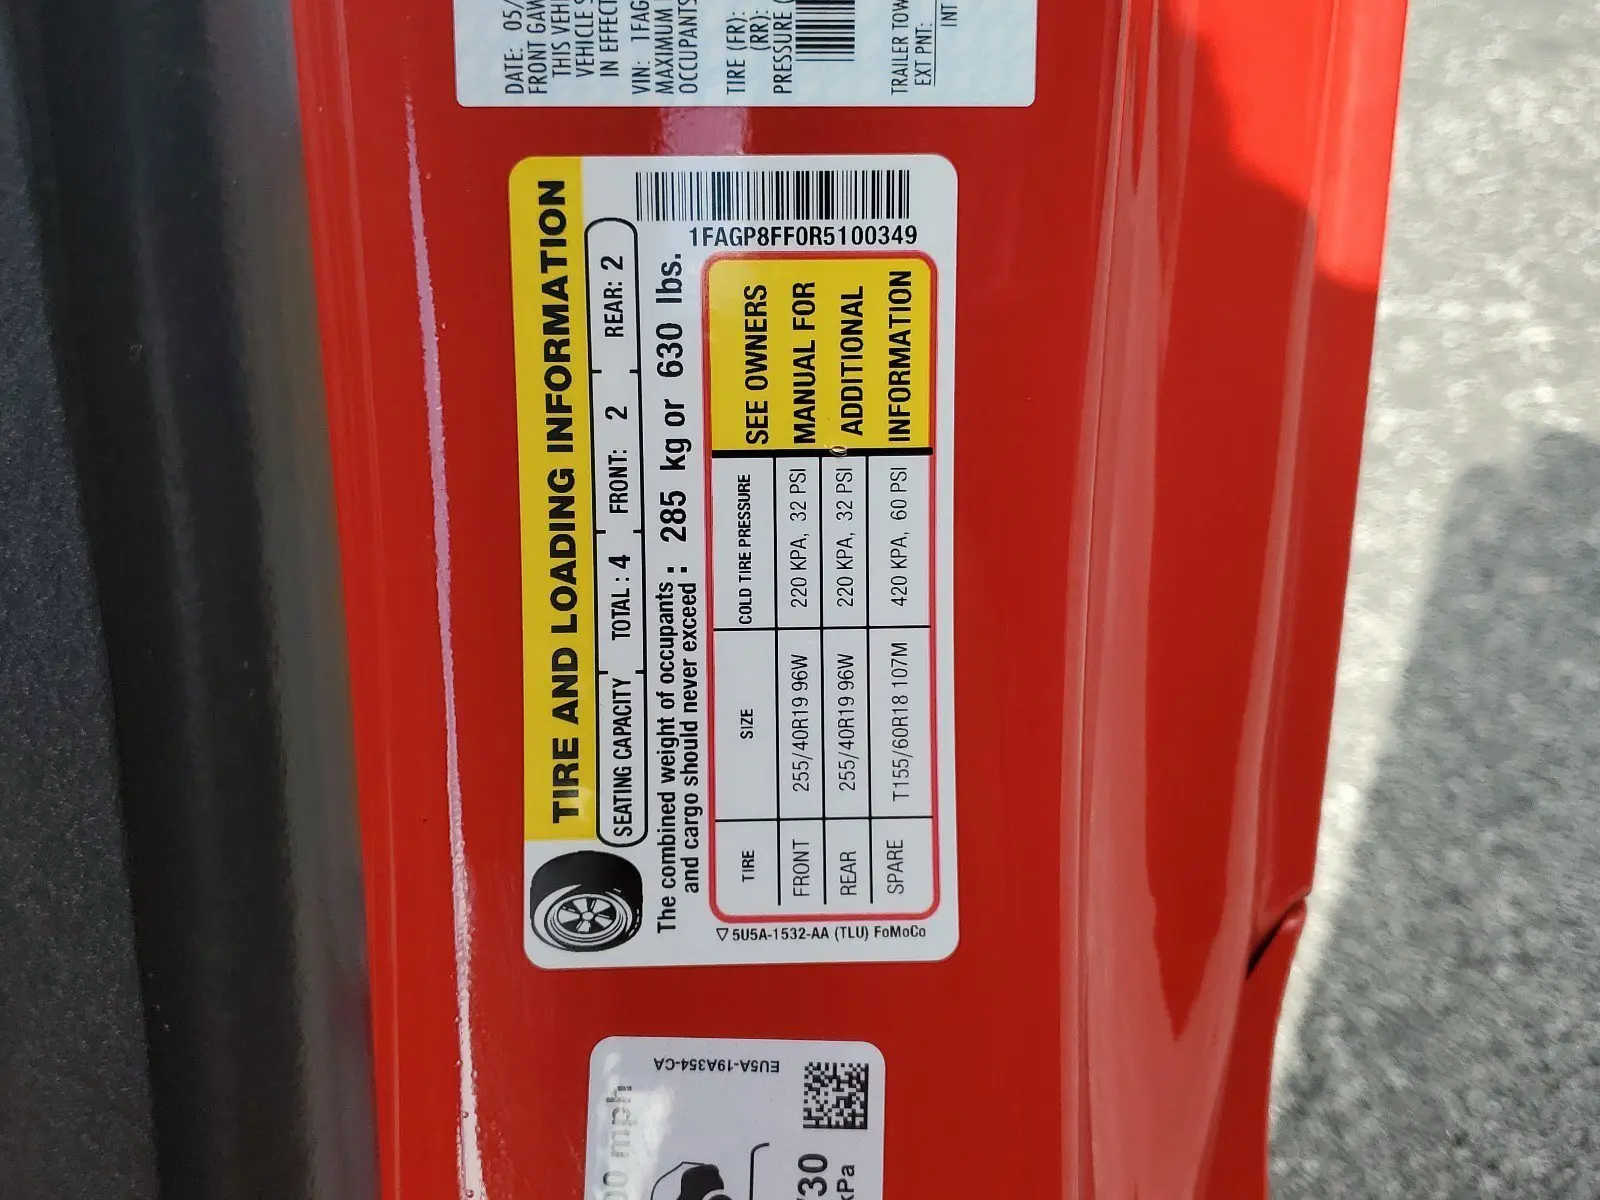 DATE: 05/
FRONT GAW
THIS VEHI
VEHICLE S
IN EFFECT
VIN: 1FAG
MAXIMUM
OCCUPANTS
TIRE (FR):
(RR):
PRESSURE (
TRAILER TOW
EXT PNT:
INT
TIRE AND LOADING INFORMATION
SEATING CAPACITY TOTAL : 4 FRONT: 2 REAR: 2
The combined weight of occupants
and cargo should never exceed : 285 kg or 630 lbs.
1FAGP8FF0R5100349
TIRE SIZE COLD TIRE PRESSURE
FRONT 255/40R19 96W 220 KPA, 32 PSI
REAR 255/40R19 96W 220 KPA, 32 PSI
SPARE T155/60R18 107M 420 KPA, 60 PSI
SEE OWNERS
MANUAL FOR
ADDITIONAL
INFORMATION
5U5A-1532-AA (TLU) FoMoCo
mph
EU5A-19A354-CA
730
kPa